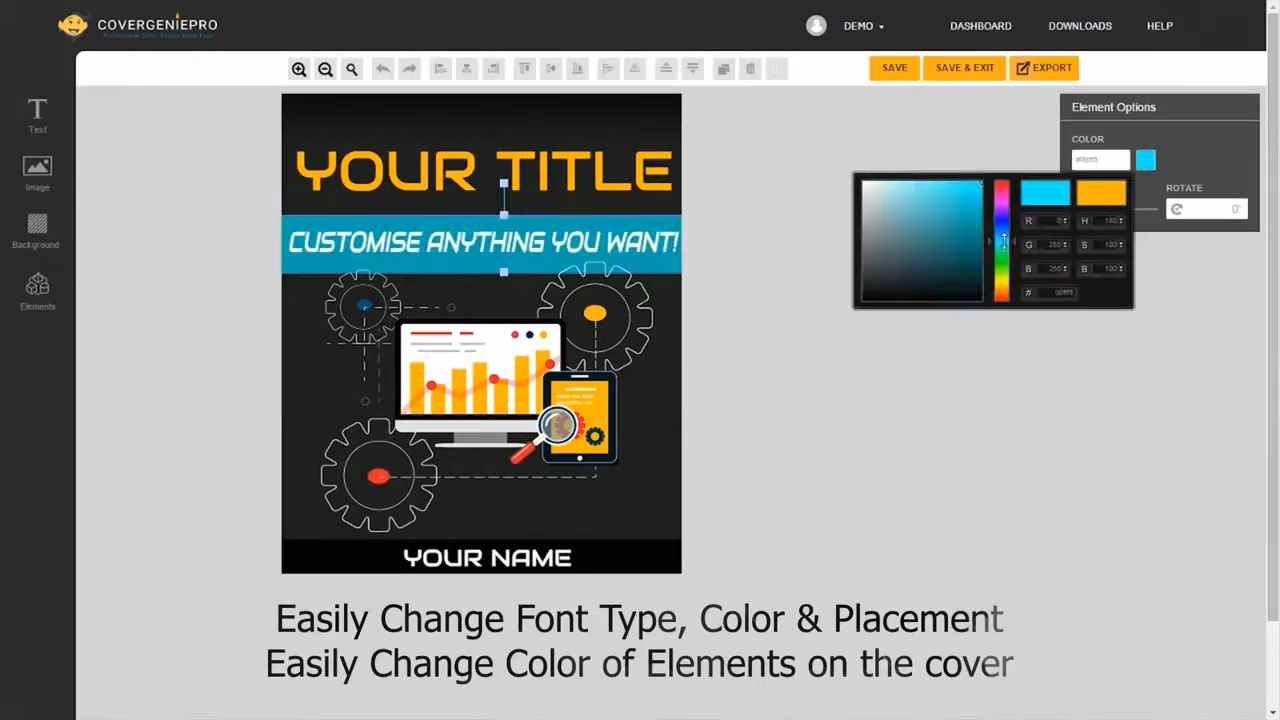 COVERGENIEPRO
DEMO
DASHBOARD
DOWNLOADS
HELP
SAVE
SAVE & EXIT
EXPORT
Text
Image
Background
Elements
Element Options
COLOR
ROTATE
0°
R
H
G
S
B
B
#
YOUR TITLE
CUSTOMISE ANYTHING YOU WANT!
YOUR NAME
Easily Change Font Type, Color & Placement
Easily Change Color of Elements on the cover